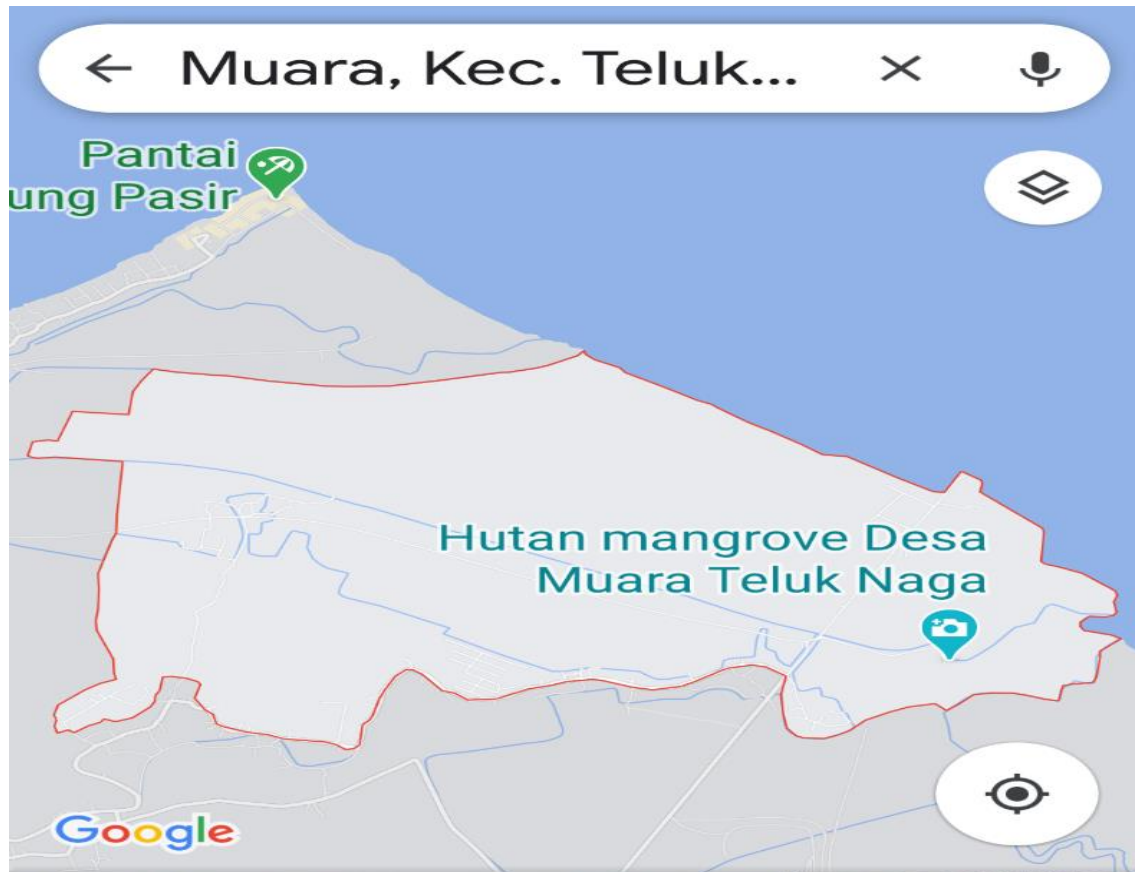 Muara, Kec. Teluk...
Pantai
ung Pasir
Hutan mangrove Desa
Muara Teluk Naga
Google